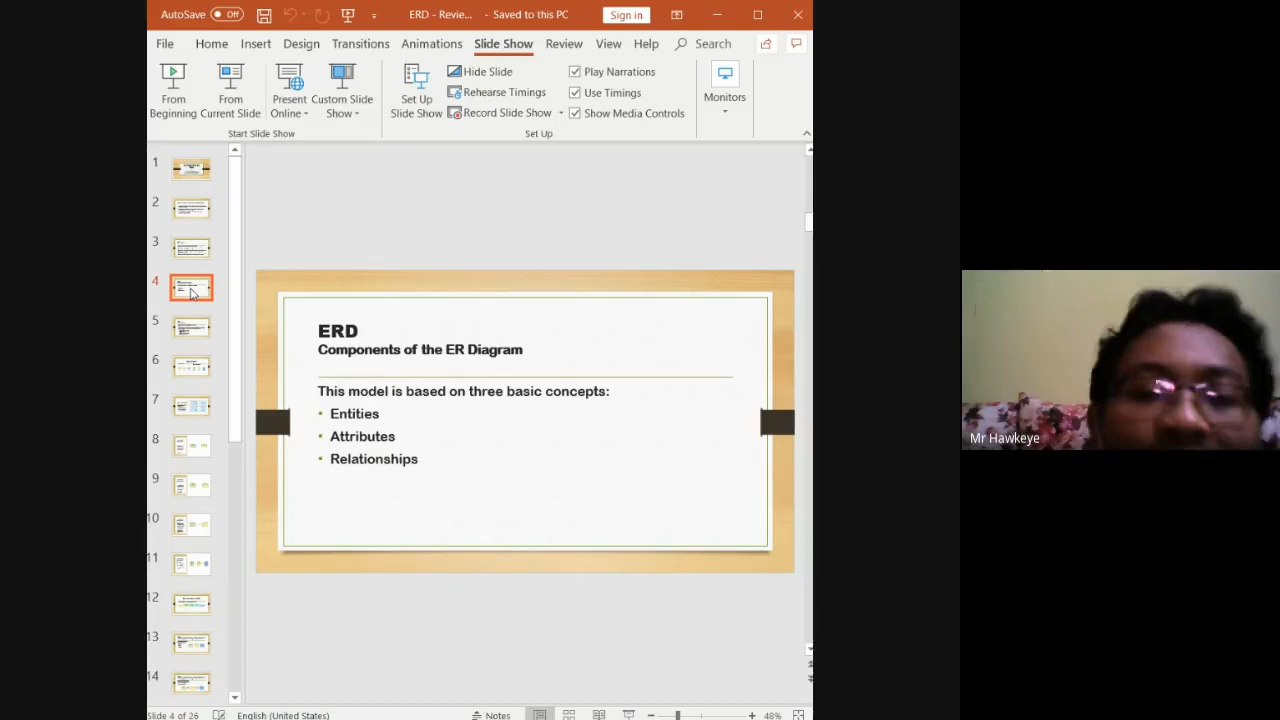 AutoSave Off ERD - Revie... - Saved to this PC Sign in
File Home Insert Design Transitions Animations Slide Show Review View Help Search
From Beginning
From Current Slide
Present Online
Custom Slide Show
Start Slide Show
Set Up Slide Show
Hide Slide
Rehearse Timings
Record Slide Show
Play Narrations
Use Timings
Show Media Controls
Set Up
Monitors
1
2
3
4
5
6
7
8
9
10
11
12
13
14
ERD
Components of the ER Diagram
This model is based on three basic concepts:
• Entities
• Attributes
• Relationships
Mr Hawkeye
Slide 4 of 26 English (United States) Notes 48%